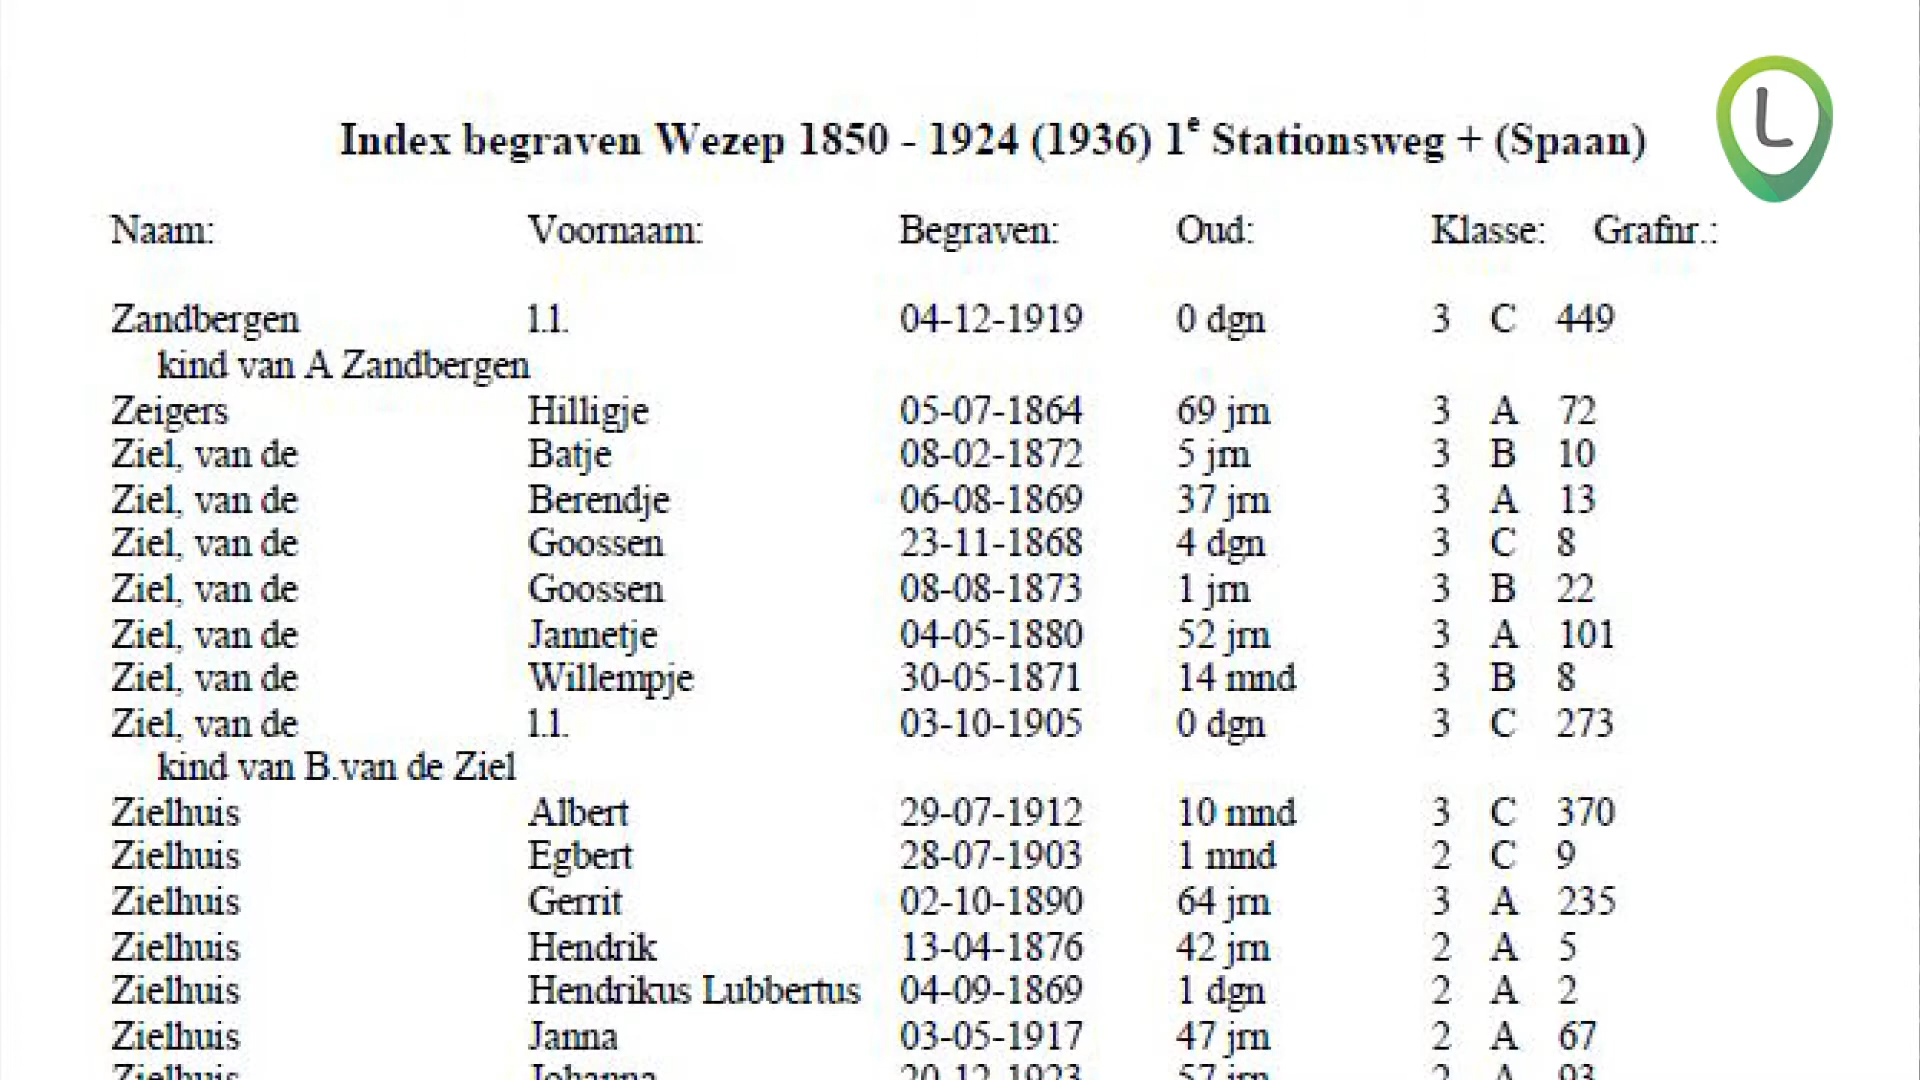 L
Index begraven Wezep 1850 - 1924 (1936) 1e Stationsweg + (Spaan)
Naam: Voornaam: Begraven: Oud: Klasse: Grafnr.:
Zandbergen l.l. 04-12-1919 0 dgn 3 C 449
kind van A Zandbergen
Zeigers Hilligje 05-07-1864 69 jrn 3 A 72
Ziel, van de Batje 08-02-1872 5 jrn 3 B 10
Ziel, van de Berendje 06-08-1869 37 jrn 3 A 13
Ziel, van de Goossen 23-11-1868 4 dgn 3 C 8
Ziel, van de Goossen 08-08-1873 1 jrn 3 B 22
Ziel, van de Jannetje 04-05-1880 52 jrn 3 A 101
Ziel, van de Willempje 30-05-1871 14 mnd 3 B 8
Ziel, van de l.l. 03-10-1905 0 dgn 3 C 273
kind van B.van de Ziel
Zielhuis Albert 29-07-1912 10 mnd 3 C 370
Zielhuis Egbert 28-07-1903 1 mnd 2 C 9
Zielhuis Gerrit 02-10-1890 64 jrn 3 A 235
Zielhuis Hendrik 13-04-1876 42 jrn 2 A 5
Zielhuis Hendrikus Lubbertus 04-09-1869 1 dgn 2 A 2
Zielhuis Janna 03-05-1917 47 jrn 2 A 67
Zielhuis Johanna 20-12-1923 57 jrn 2 A 93